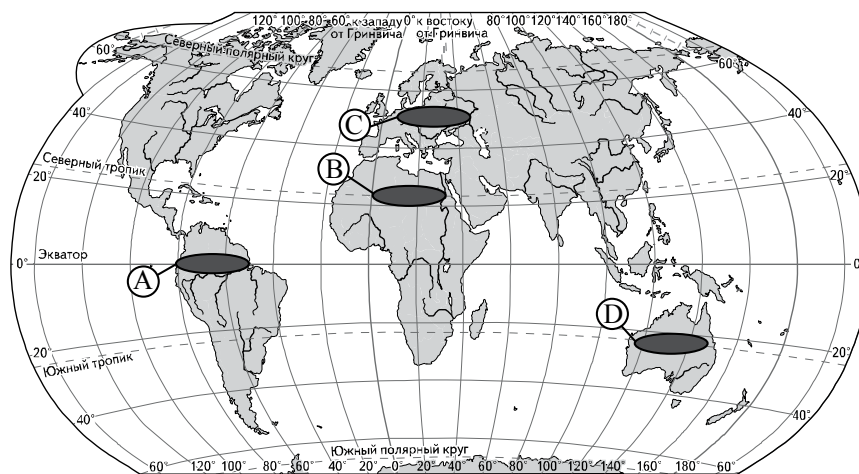 120° 100° 80° 60° к западу 0° к востоку 80° 100° 120° 140° 160° 180°
от Гринвича от Гринвича
Северный полярный круг
60° 60°
40° 40°
C
Северный тропик
B
20° 20°
Экватор
0° 0°
A
D
20° 20°
Южный тропик
40° 40°
Южный полярный круг
60° 120° 100° 80° 60° 40° 20° 0° 20° 40° 60° 80° 100° 120° 140° 160° 180° 60°